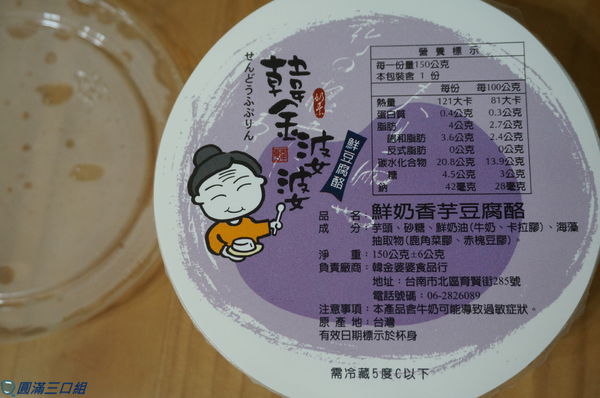 せんどうふぷりん
韓金婆婆
鮮豆腐酪
營養標示
每一份量150公克
本包裝含 1 份
每份 每100公克
熱量 121大卡 81大卡
蛋白質 0.4公克 0.3公克
脂肪 4公克 2.7公克
飽和脂肪 3.6公克 2.4公克
反式脂肪 0公克 0公克
碳水化合物 20.8公克 13.9公克
糖 4.5公克 3公克
鈉 42毫克 28毫克
品 名:鮮奶香芋豆腐酪
成 分:芋頭、砂糖、鮮奶油(牛奶、卡拉膠)、海藻
抽取物(鹿角菜膠、赤槐豆膠)。
淨 重:150公克±6公克
負責廠商:韓金婆婆食品行
地址:台南市北區育賢街285號
電話號碼:06-2826089
注意事項:本產品含牛奶可能導致過敏症狀。
原 產 地:台灣
有效日期標示於杯身
需冷藏5度C以下
圓滿三口組